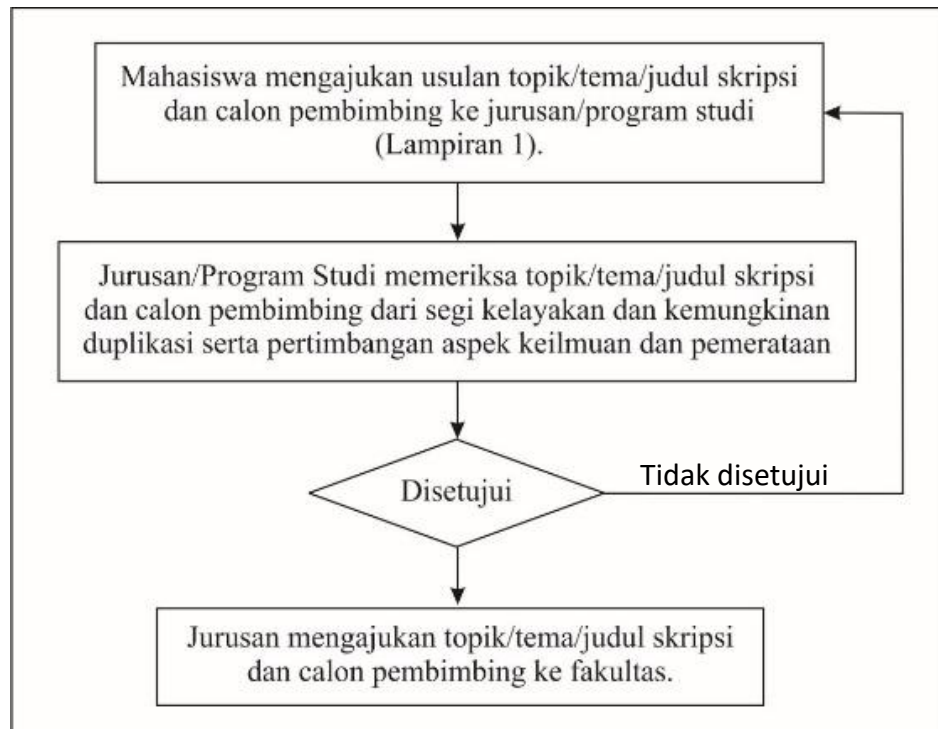 Mahasiswa mengajukan usulan topik/tema/judul skripsi
dan calon pembimbing ke jurusan/program studi
(Lampiran 1).
Jurusan/Program Studi memeriksa topik/tema/judul skripsi
dan calon pembimbing dari segi kelayakan dan kemungkinan
duplikasi serta pertimbangan aspek keilmuan dan pemerataan
Disetujui
Tidak disetujui
Jurusan mengajukan topik/tema/judul skripsi
dan calon pembimbing ke fakultas.